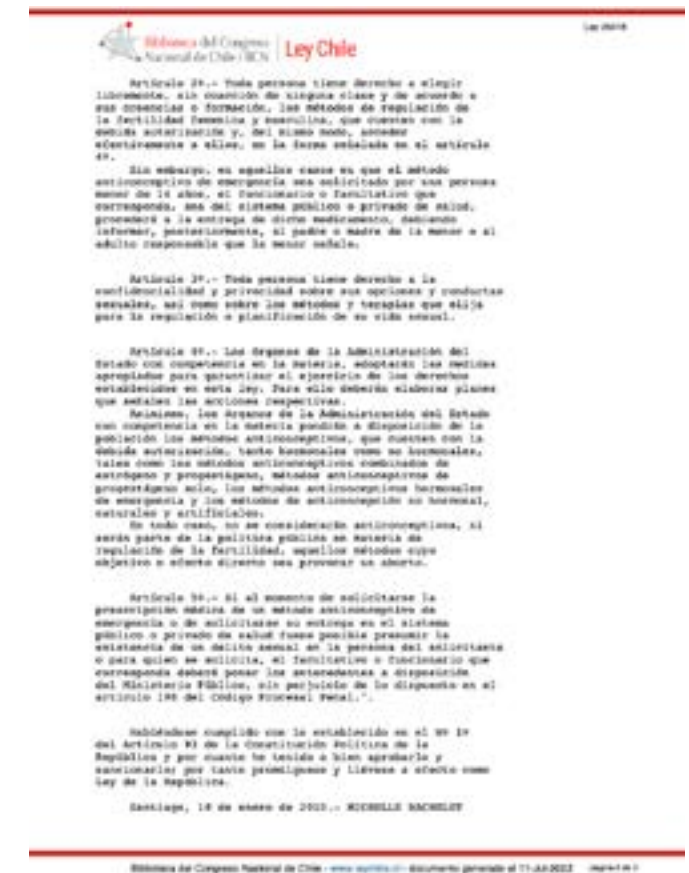 Ley 20418
Biblioteca del Congreso
Nacional de Chile / BCN
Ley Chile
Artículo 2º.- Toda persona tiene derecho a elegir
libremente, sin coacción de ninguna clase y de acuerdo a
sus creencias o formación, los métodos de regulación de
la fertilidad femenina y masculina, que cuenten con la
debida autorización y, del mismo modo, acceder
efectivamente a ellos, en la forma señalada en el artículo
4º.
Sin embargo, en aquellos casos en que el método
anticonceptivo de emergencia sea solicitado por una persona
menor de 14 años, el funcionario o facultativo que
corresponda, sea del sistema público o privado de salud,
procederá a la entrega de dicho medicamento, debiendo
informar, posteriormente, al padre o madre de la menor o al
adulto responsable que la menor señale.
Artículo 3º.- Toda persona tiene derecho a la
confidencialidad y privacidad sobre sus opciones y conductas
sexuales, así como sobre los métodos y terapias que elija
para la regulación o planificación de su vida sexual.
Artículo 4º.- Los órganos de la Administración del
Estado con competencia en la materia, adoptarán las medidas
apropiadas para garantizar el ejercicio de los derechos
establecidos en esta ley. Para ello deberán elaborar planes
que señalen las acciones respectivas.
Asimismo, los órganos de la Administración del Estado
con competencia en la materia pondrán a disposición de la
población los métodos anticonceptivos, que cuenten con la
debida autorización, tanto hormonales como no hormonales,
tales como los métodos anticonceptivos combinados de
estrógeno y progestágeno, métodos anticonceptivos de
progestágeno solo, los métodos anticonceptivos hormonales
de emergencia y los métodos de anticoncepción no hormonal,
naturales y artificiales.
En todo caso, no se considerarán anticonceptivos, ni
serán parte de la política pública en materia de
regulación de la fertilidad, aquellos métodos cuyo
objetivo o efecto directo sea provocar un aborto.
Artículo 5º.- Si al momento de solicitarse la
prescripción médica de un método anticonceptivo de
emergencia o de solicitarse su entrega en el sistema
público o privado de salud fuese posible presumir la
existencia de un delito sexual en la persona del solicitante
o para quien se solicita, el facultativo o funcionario que
corresponda deberá poner los antecedentes a disposición
del Ministerio Público, sin perjuicio de lo dispuesto en el
artículo 198 del Código Procesal Penal.".
Habiéndose cumplido con lo establecido en el Nº 1º
del Artículo 93 de la Constitución Política de la
República y por cuanto he tenido a bien aprobarlo y
sancionarlo; por tanto promúlguese y llévese a efecto como
Ley de la República.
Santiago, 18 de enero de 2010.- MICHELLE BACHELET
Biblioteca del Congreso Nacional de Chile - www.leychile.cl - documento generado el 11-Jul-2022